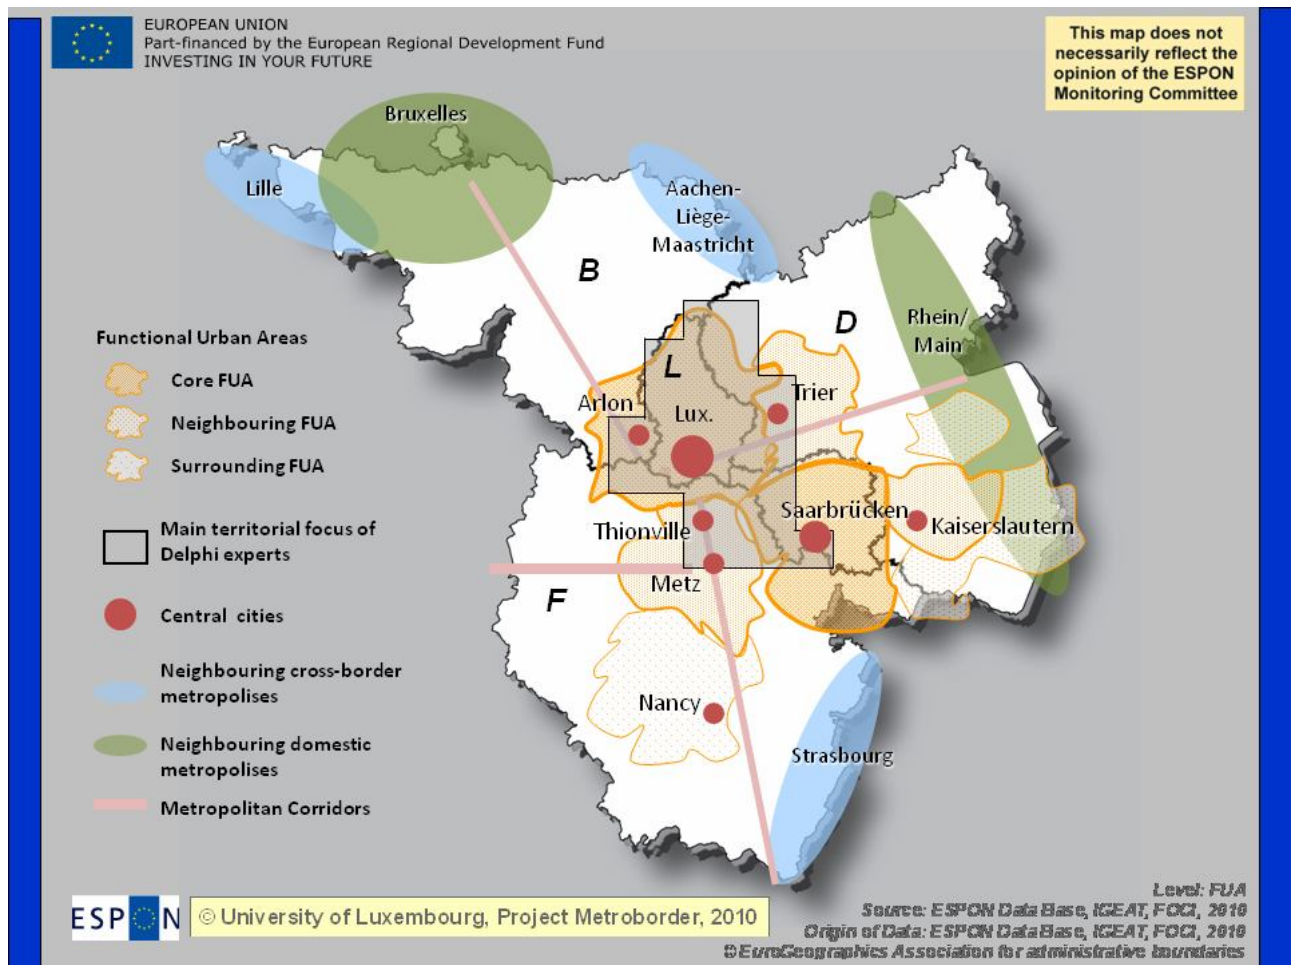 EUROPEAN UNION
Part-financed by the European Regional Development Fund
INVESTING IN YOUR FUTURE
This map does not
necessarily reflect the
opinion of the ESPON
Monitoring Committee
Bruxelles
Lille
Aachen-
Liège-
Maastricht
B
D
Rhein/
Main
L
Arlon
Lux.
Trier
Thionville
Saarbrücken
Kaiserslautern
Metz
F
Nancy
Strasbourg
Functional Urban Areas
Core FUA
Neighbouring FUA
Surrounding FUA
Main territorial focus of
Delphi experts
Central cities
Neighbouring cross-border
metropolises
Neighbouring domestic
metropolises
Metropolitan Corridors
ESPON
© University of Luxembourg, Project Metroborder, 2010
Level: FUA
Source: ESPON Data Base, IGEAT, FOCI, 2010
Origin of Data: ESPON Data Base, IGEAT, FOCI, 2010
© EuroGeographics Association for administrative boundaries